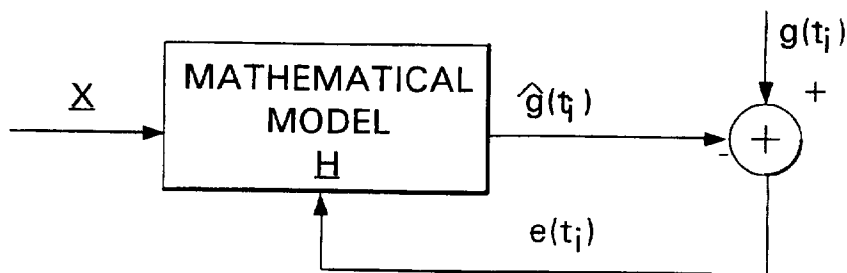 g(tᵢ)
X
MATHEMATICAL
MODEL
H
ĝ(tᵢ)
+
-
+
e(tᵢ)